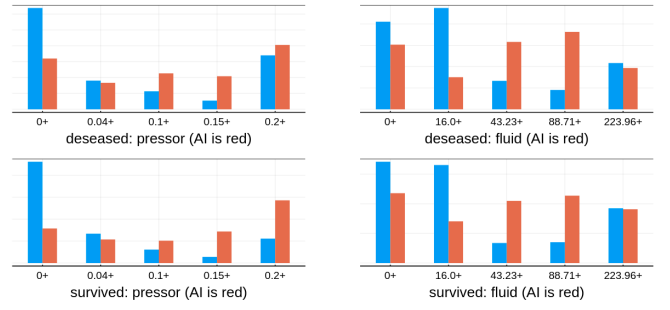 0+ 0.04+ 0.1+ 0.15+ 0.2+
deseased: pressor (AI is red)
0+ 16.0+ 43.23+ 88.71+ 223.96+
deseased: fluid (AI is red)
0+ 0.04+ 0.1+ 0.15+ 0.2+
survived: pressor (AI is red)
0+ 16.0+ 43.23+ 88.71+ 223.96+
survived: fluid (AI is red)